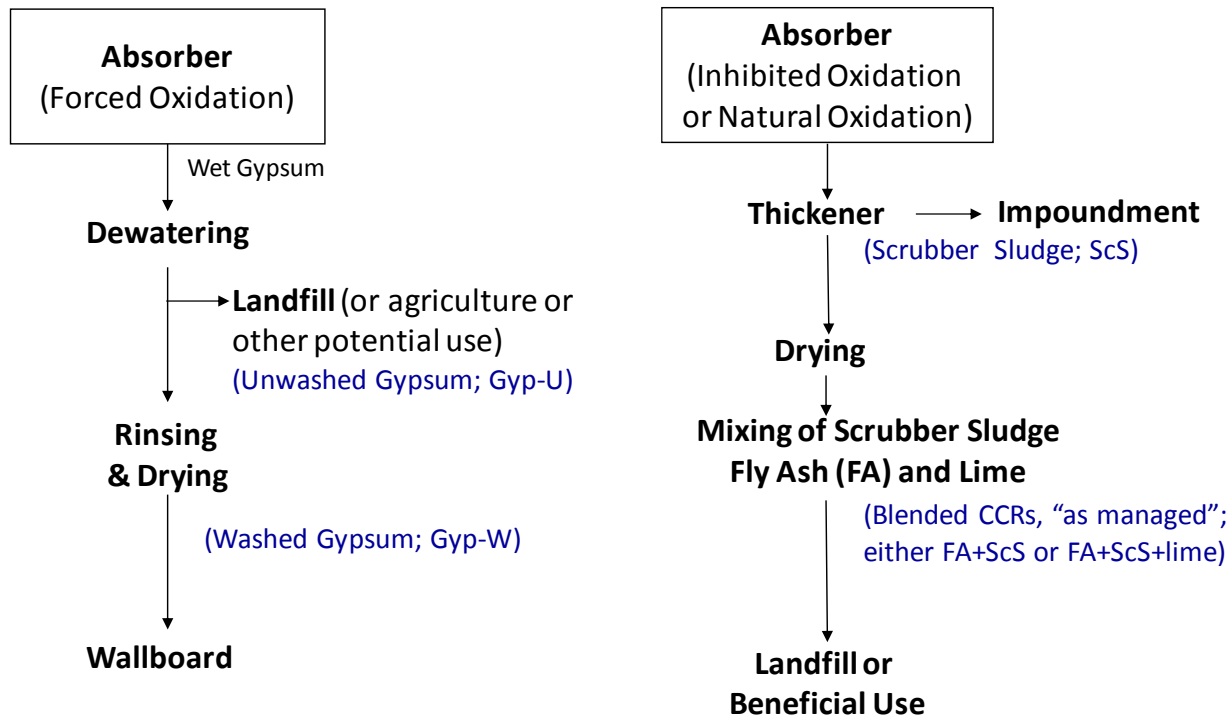 Absorber
(Forced Oxidation)
Wet Gypsum
Dewatering
Landfill (or agriculture or
other potential use)
(Unwashed Gypsum; Gyp-U)
Rinsing
& Drying
(Washed Gypsum; Gyp-W)
Wallboard
Absorber
(Inhibited Oxidation
or Natural Oxidation)
Thickener
Impoundment
(Scrubber Sludge; ScS)
Drying
Mixing of Scrubber Sludge
Fly Ash (FA) and Lime
(Blended CCRs, “as managed”;
either FA+ScS or FA+ScS+lime)
Landfill or
Beneficial Use